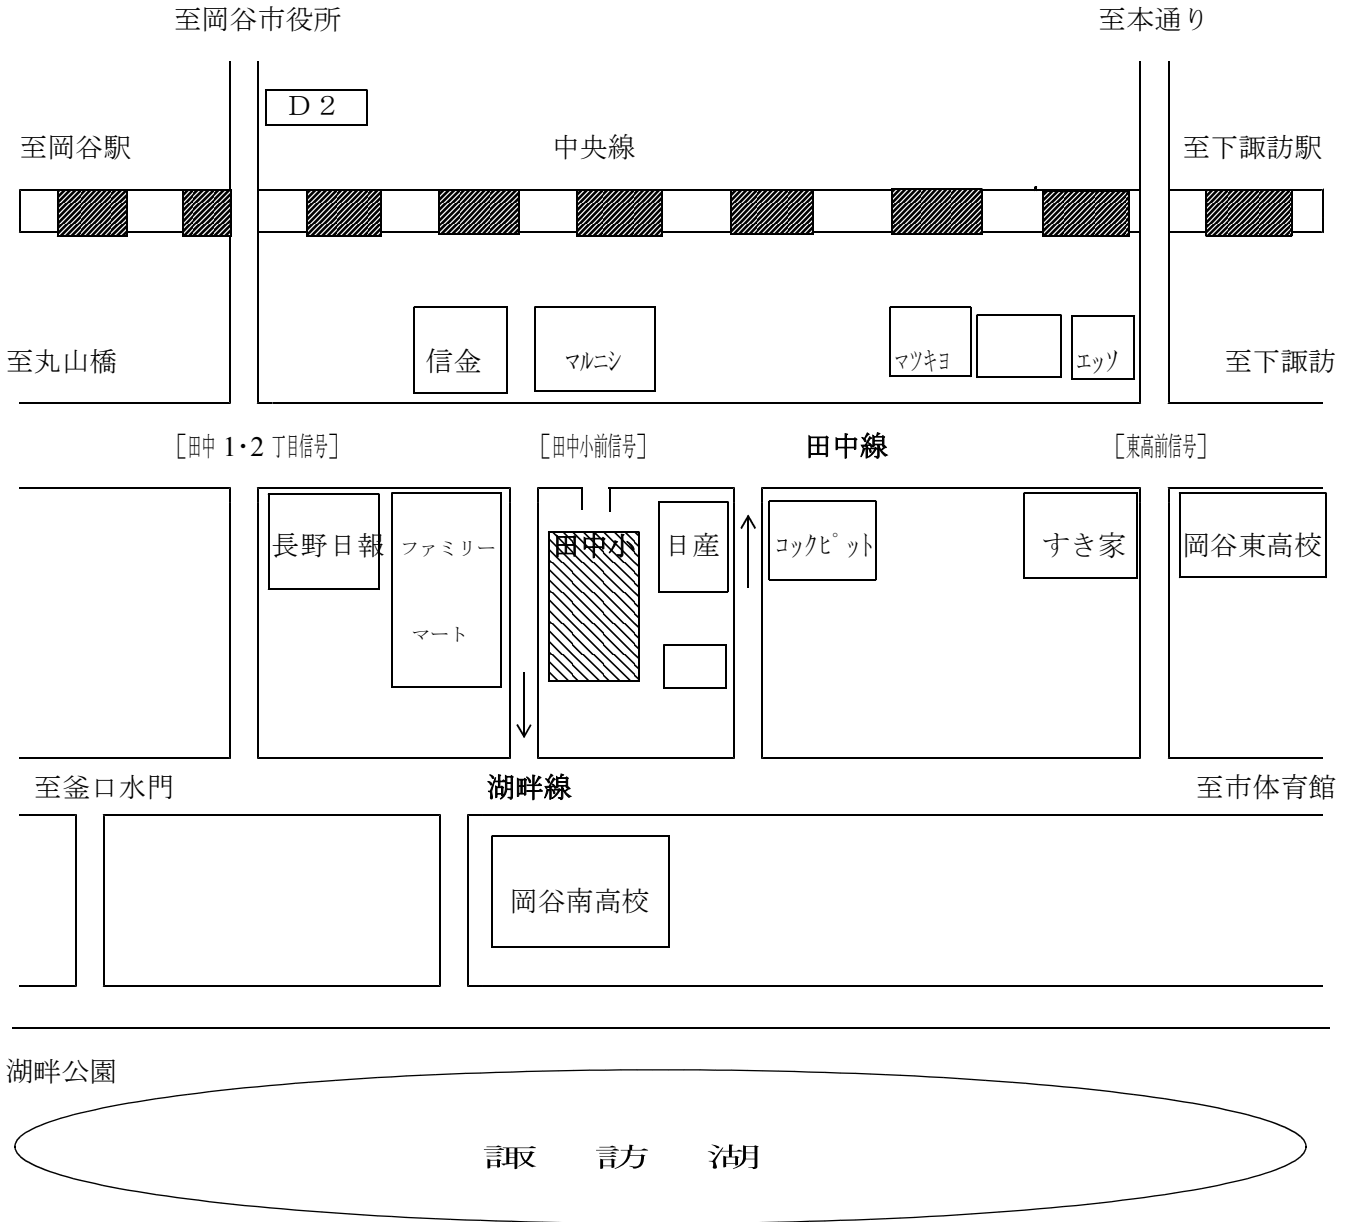 至岡谷市役所
至本通り
Ｄ２
至岡谷駅
中央線
至下諏訪駅
信金
マルニシ
マツキヨ
エッソ
至丸山橋
至下諏訪
［田中 1・2 丁目信号］
［田中小前信号］
田中線
［東高前信号］
長野日報
ファミリー
マート
田中小
日産
コックピット
すき家
岡谷東高校
至釜口水門
湖畔線
至市体育館
岡谷南高校
湖畔公園
諏 訪 湖